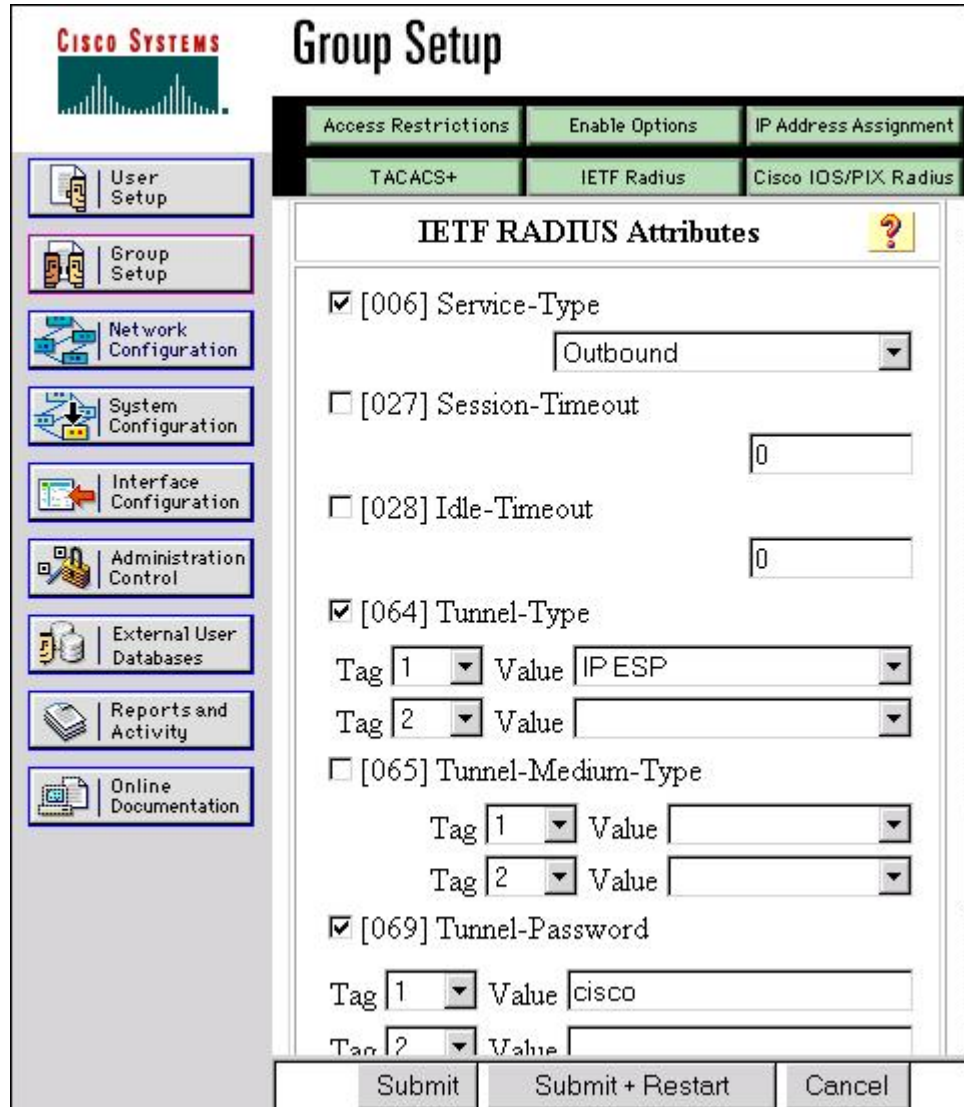 CISCO SYSTEMS
Group Setup
Access Restrictions
Enable Options
IP Address Assignment
TACACS+
IETF Radius
Cisco IOS/PIX Radius
User
Setup
Group
Setup
Network
Configuration
System
Configuration
Interface
Configuration
Administration
Control
External User
Databases
Reports and
Activity
Online
Documentation
IETF RADIUS Attributes
?
[006] Service-Type
Outbound
[027] Session-Timeout
0
[028] Idle-Timeout
0
[064] Tunnel-Type
Tag 1 Value IP ESP
Tag 2 Value
[065] Tunnel-Medium-Type
Tag 1 Value
Tag 2 Value
[069] Tunnel-Password
Tag 1 Value cisco
Tag 2 Value
Submit
Submit + Restart
Cancel